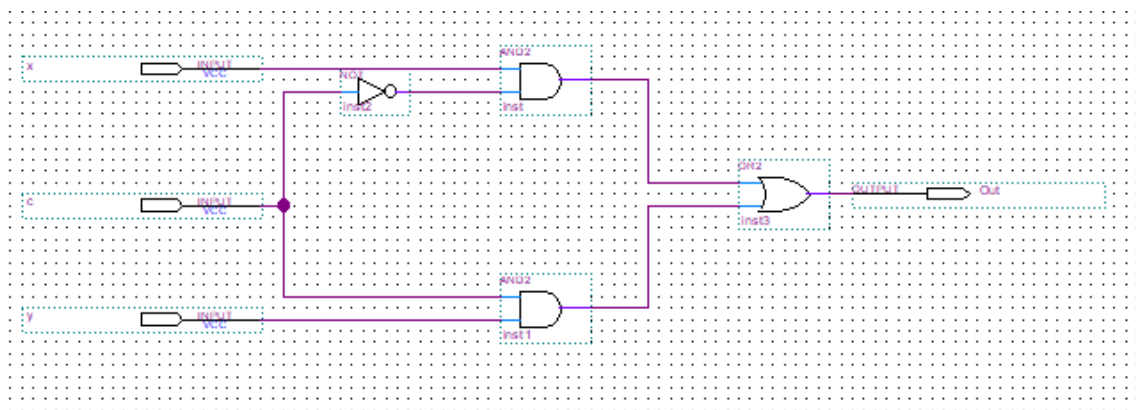 x
INPUT
VCC
NOT
inst2
AND2
inst
c
INPUT
VCC
OR2
inst3
OUTPUT
Out
y
INPUT
VCC
AND2
inst1